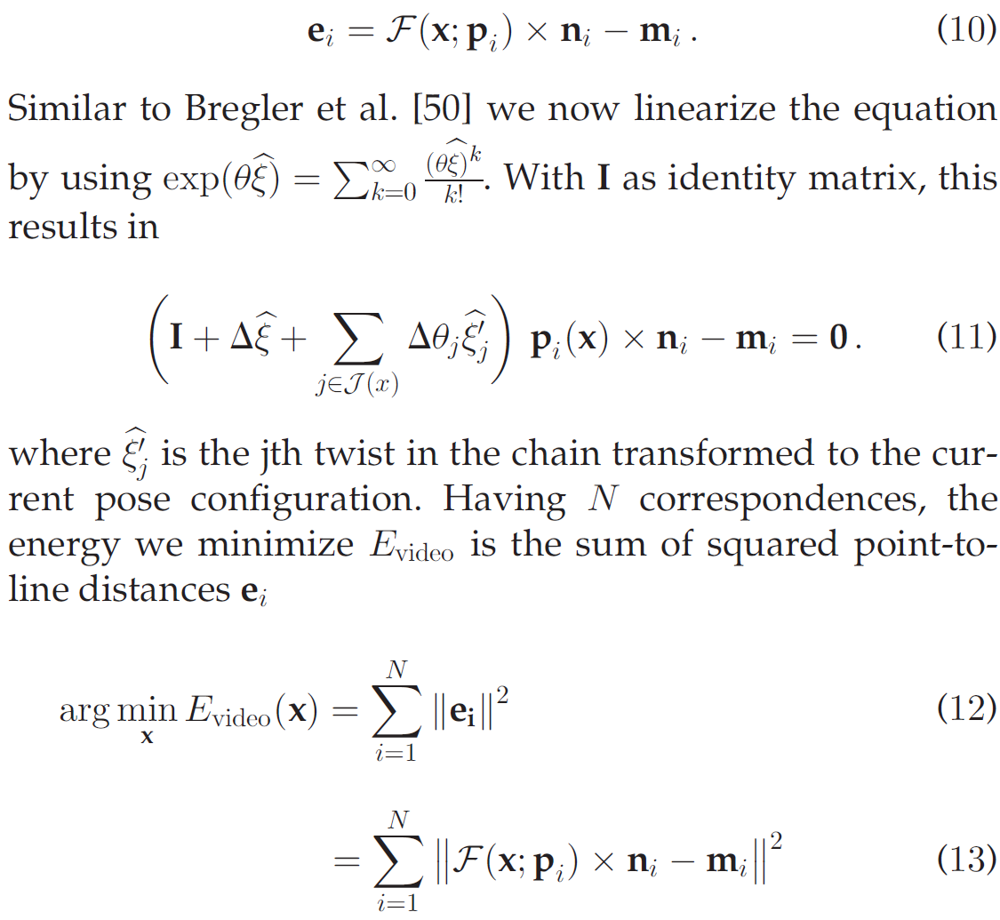 $\mathbf{e}_i = \mathcal{F}(\mathbf{x}; \mathbf{p}_i) \times \mathbf{n}_i - \mathbf{m}_i \,.$ (10)
Similar to Bregler et al. [50] we now linearize the equation
by using $\exp(\theta\widehat{\xi}) = \sum_{k=0}^{\infty} \frac{(\widehat{\theta\xi})^k}{k!}$. With $\mathbf{I}$ as identity matrix, this
results in
$\left( \mathbf{I} + \Delta\widehat{\xi} + \sum_{j \in \mathcal{J}(x)} \Delta\theta_j \widehat{\xi}'_j \right) \mathbf{p}_i(\mathbf{x}) \times \mathbf{n}_i - \mathbf{m}_i = \mathbf{0} \,.$ (11)
where $\widehat{\xi}'_j$ is the jth twist in the chain transformed to the cur-
rent pose configuration. Having $N$ correspondences, the
energy we minimize $E_{\text{video}}$ is the sum of squared point-to-
line distances $\mathbf{e}_i$
$\arg\min_{\mathbf{x}} E_{\text{video}}(\mathbf{x}) = \sum_{i=1}^{N} \|\mathbf{e_i}\|^2$ (12)
$= \sum_{i=1}^{N} \left\| \mathcal{F}(\mathbf{x}; \mathbf{p}_i) \times \mathbf{n}_i - \mathbf{m}_i \right\|^2$ (13)